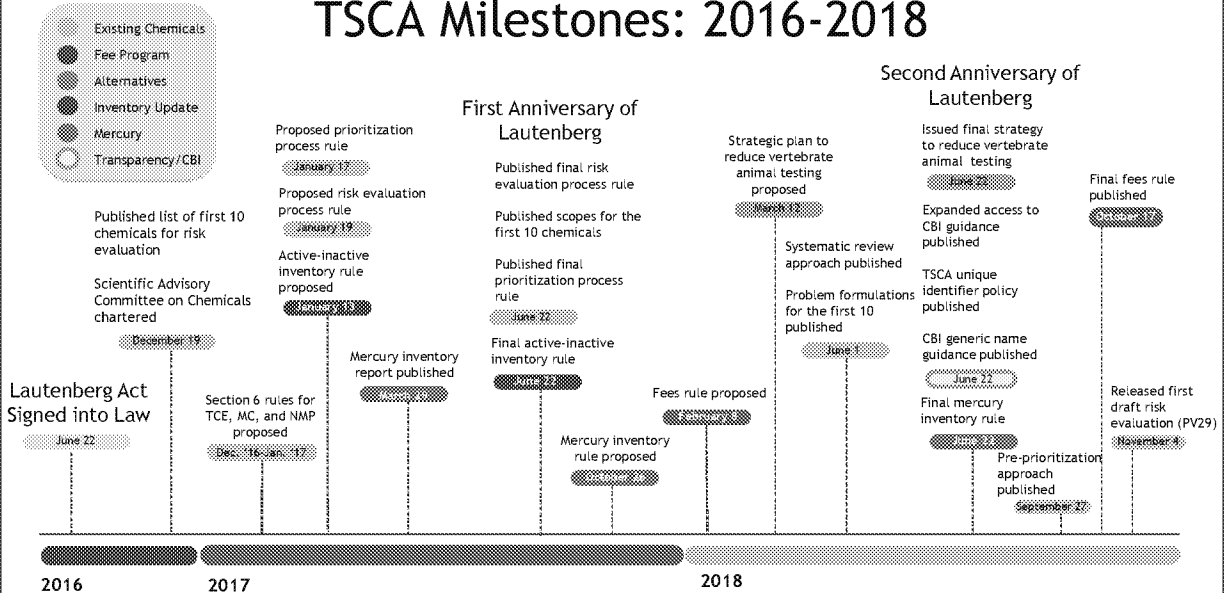 TSCA Milestones: 2016-2018
Existing Chemicals
Fee Program
Alternatives
Inventory Update
Mercury
Transparency/CBI
Lautenberg Act
Signed into Law
June 22
Published list of first 10
chemicals for risk
evaluation
Scientific Advisory
Committee on Chemicals
chartered
December 19
Section 6 rules for
TCE, MC, and NMP
proposed
Dec. '16-Jan. '17
Proposed prioritization
process rule
January 17
Proposed risk evaluation
process rule
January 19
Active-inactive
inventory rule
proposed
January
Mercury inventory
report published
March
First Anniversary of
Lautenberg
Published final risk
evaluation process rule
Published scopes for the
first 10 chemicals
Published final
prioritization process
rule
June 22
Final active-inactive
inventory rule
June 22
Mercury inventory
rule proposed
October
Fees rule proposed
February
Strategic plan to
reduce vertebrate
animal testing
proposed
March 12
Systematic review
approach published
Problem formulations
for the first 10
published
June 1
Second Anniversary of
Lautenberg
Issued final strategy
to reduce vertebrate
animal testing
June 22
Expanded access to
CBI guidance
published
TSCA unique
identifier policy
published
CBI generic name
guidance published
June 22
Final mercury
inventory rule
June 22
Pre-prioritization
approach
published
September 27
Final fees rule
published
October 17
Released first
draft risk
evaluation (PV29)
November 4
2016
2017
2018